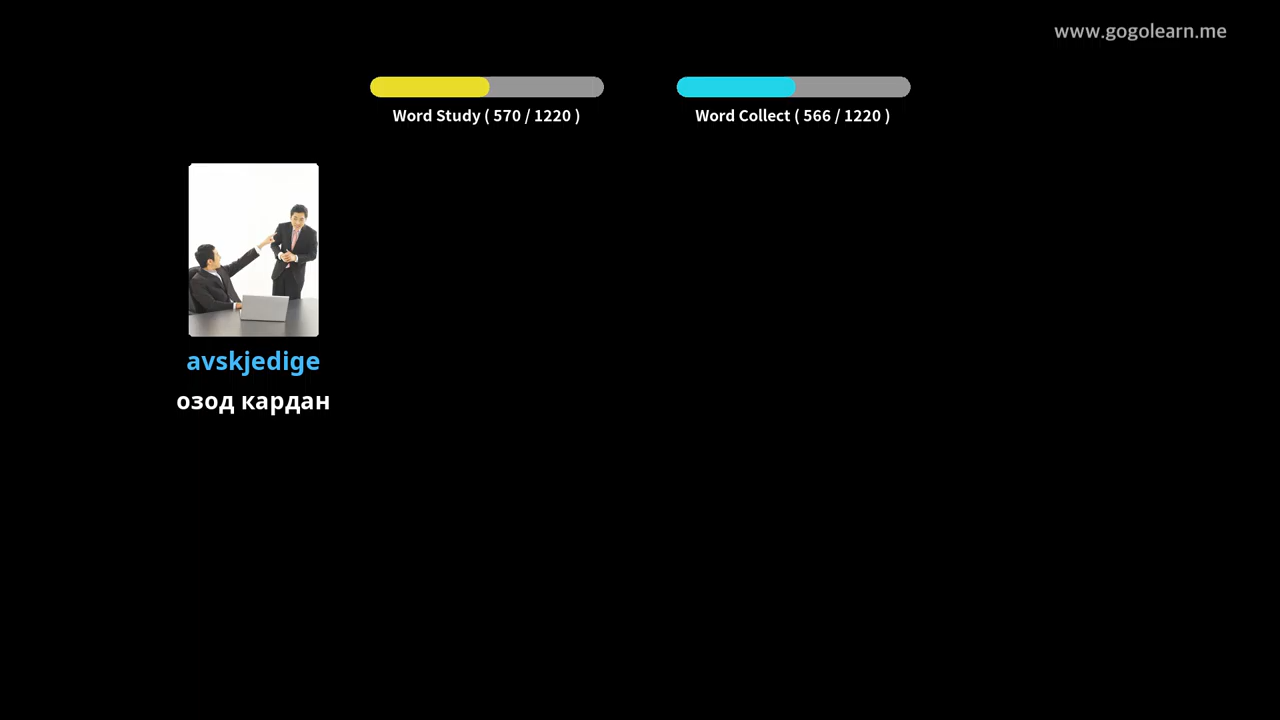 www.gogolearn.me
Word Study ( 570 / 1220 )
Word Collect ( 566 / 1220 )
avskjedige
озод кардан